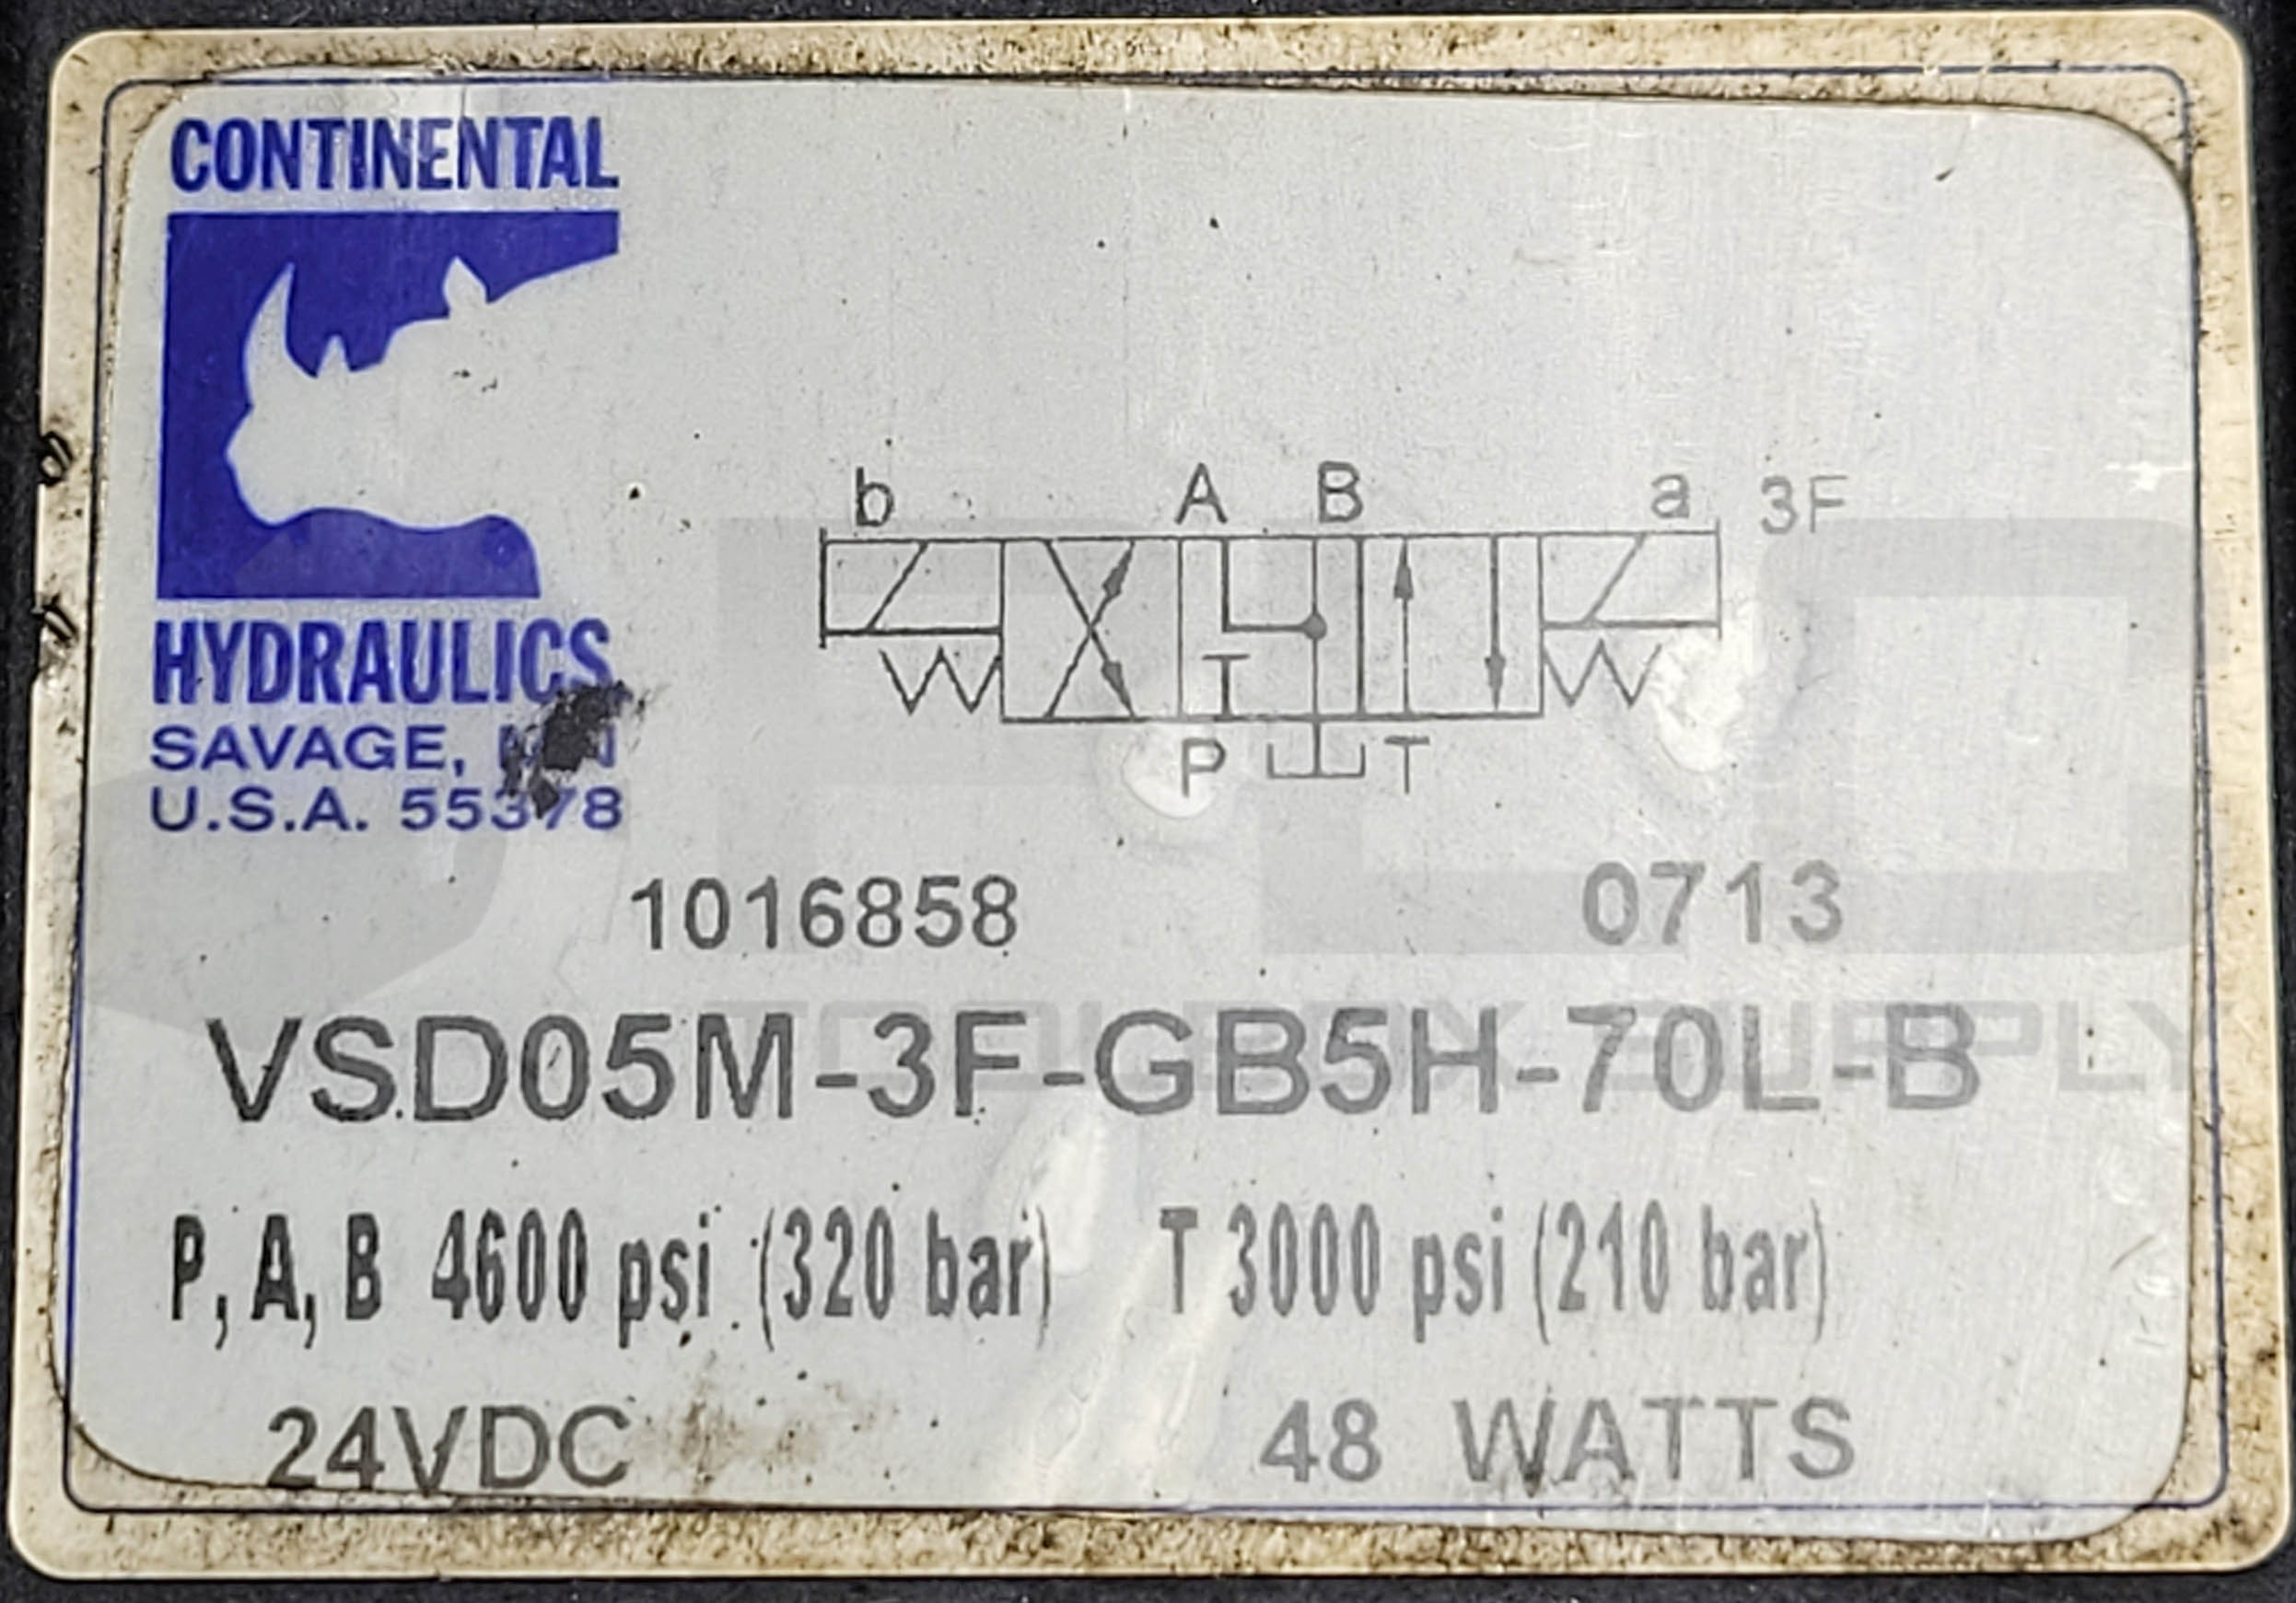 CONTINENTAL
HYDRAULICS
SAVAGE,
U.S.A. 55378
b A B a 3F
P T
1016858 0713
VSD05M-3F-GB5H-70L-B
P, A, B 4600 psi (320 bar) T 3000 psi (210 bar)
24VDC 48 WATTS
SUPPLY